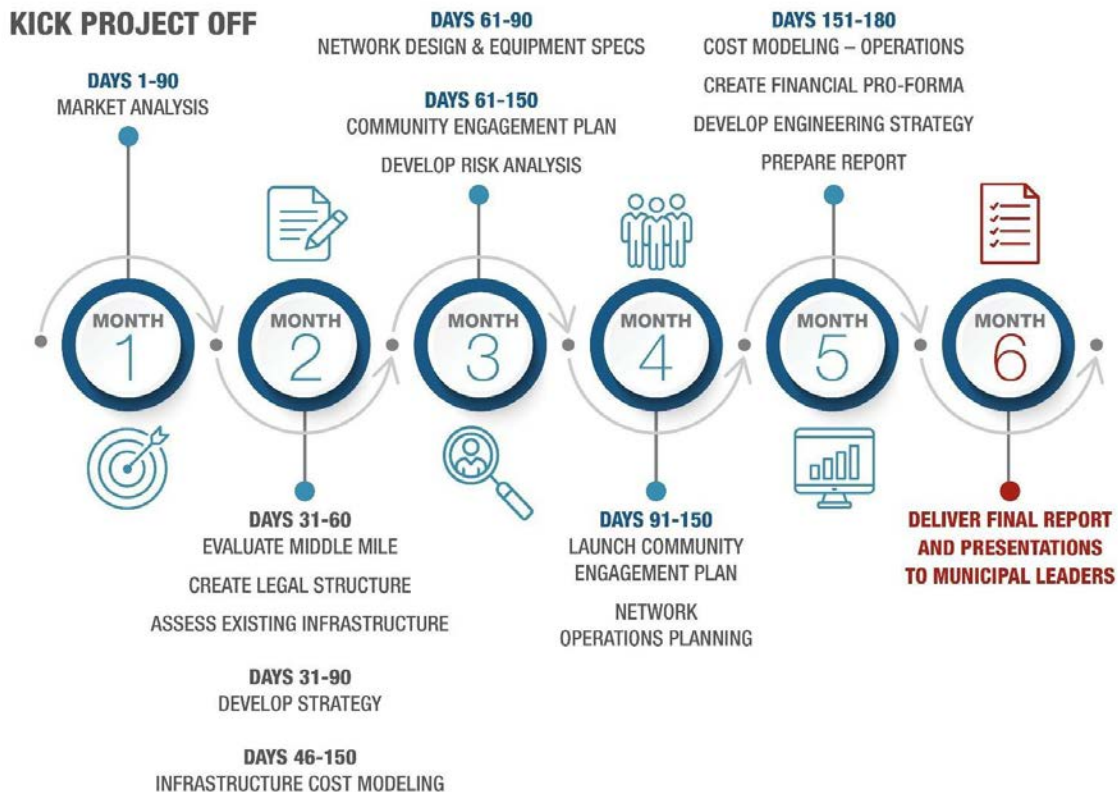 KICK PROJECT OFF
DAYS 1-90
MARKET ANALYSIS
DAYS 61-90
NETWORK DESIGN & EQUIPMENT SPECS
DAYS 61-150
COMMUNITY ENGAGEMENT PLAN
DEVELOP RISK ANALYSIS
DAYS 151-180
COST MODELING – OPERATIONS
CREATE FINANCIAL PRO-FORMA
DEVELOP ENGINEERING STRATEGY
PREPARE REPORT
MONTH
1
MONTH
2
MONTH
3
MONTH
4
MONTH
5
MONTH
6
DAYS 31-60
EVALUATE MIDDLE MILE
CREATE LEGAL STRUCTURE
ASSESS EXISTING INFRASTRUCTURE
DAYS 31-90
DEVELOP STRATEGY
DAYS 46-150
INFRASTRUCTURE COST MODELING
DAYS 91-150
LAUNCH COMMUNITY
ENGAGEMENT PLAN
NETWORK
OPERATIONS PLANNING
DELIVER FINAL REPORT
AND PRESENTATIONS
TO MUNICIPAL LEADERS